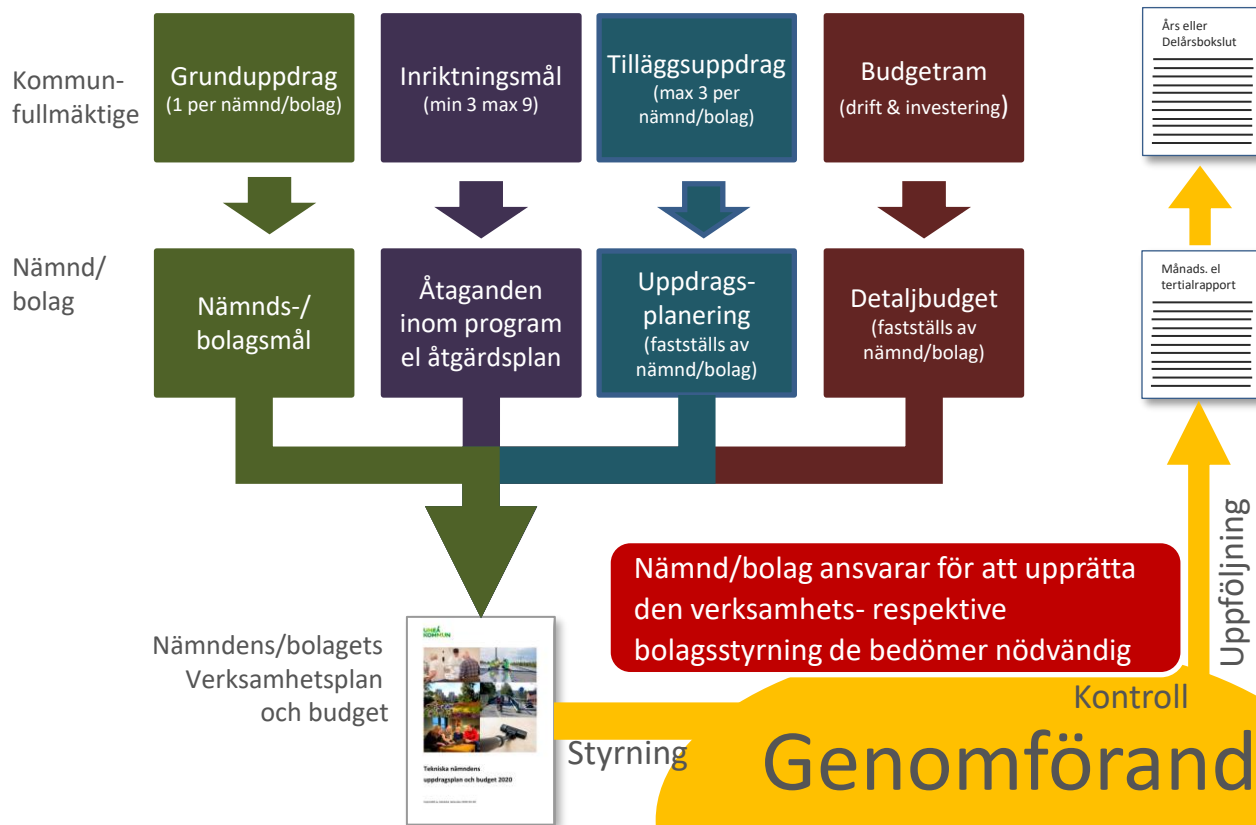 Kommun-
fullmäktige
Grunduppdrag
(1 per nämnd/bolag)
Inriktningsmål
(min 3 max 9)
Tilläggsuppdrag
(max 3 per
nämnd/bolag)
Budgetram
(drift & investering)
Års eller
Delårsbokslut
Nämnd/
bolag
Nämnds-/
bolagsmål
Åtaganden
inom program
el åtgärdsplan
Uppdrags-
planering
(fastställs av
nämnd/bolag)
Detaljbudget
(fastställs av
nämnd/bolag)
Månads. el
tertialrapport
Nämnd/bolag ansvarar för att upprätta
den verksamhets- respektive
bolagsstyrning de bedömer nödvändig
Uppföljning
Nämndens/bolagets
Verksamhetsplan
och budget
UMEÅ
KOMMUN
Tekniska nämndens
uppdragsplan och budget 2020
Styrning
Kontroll
Genomförand